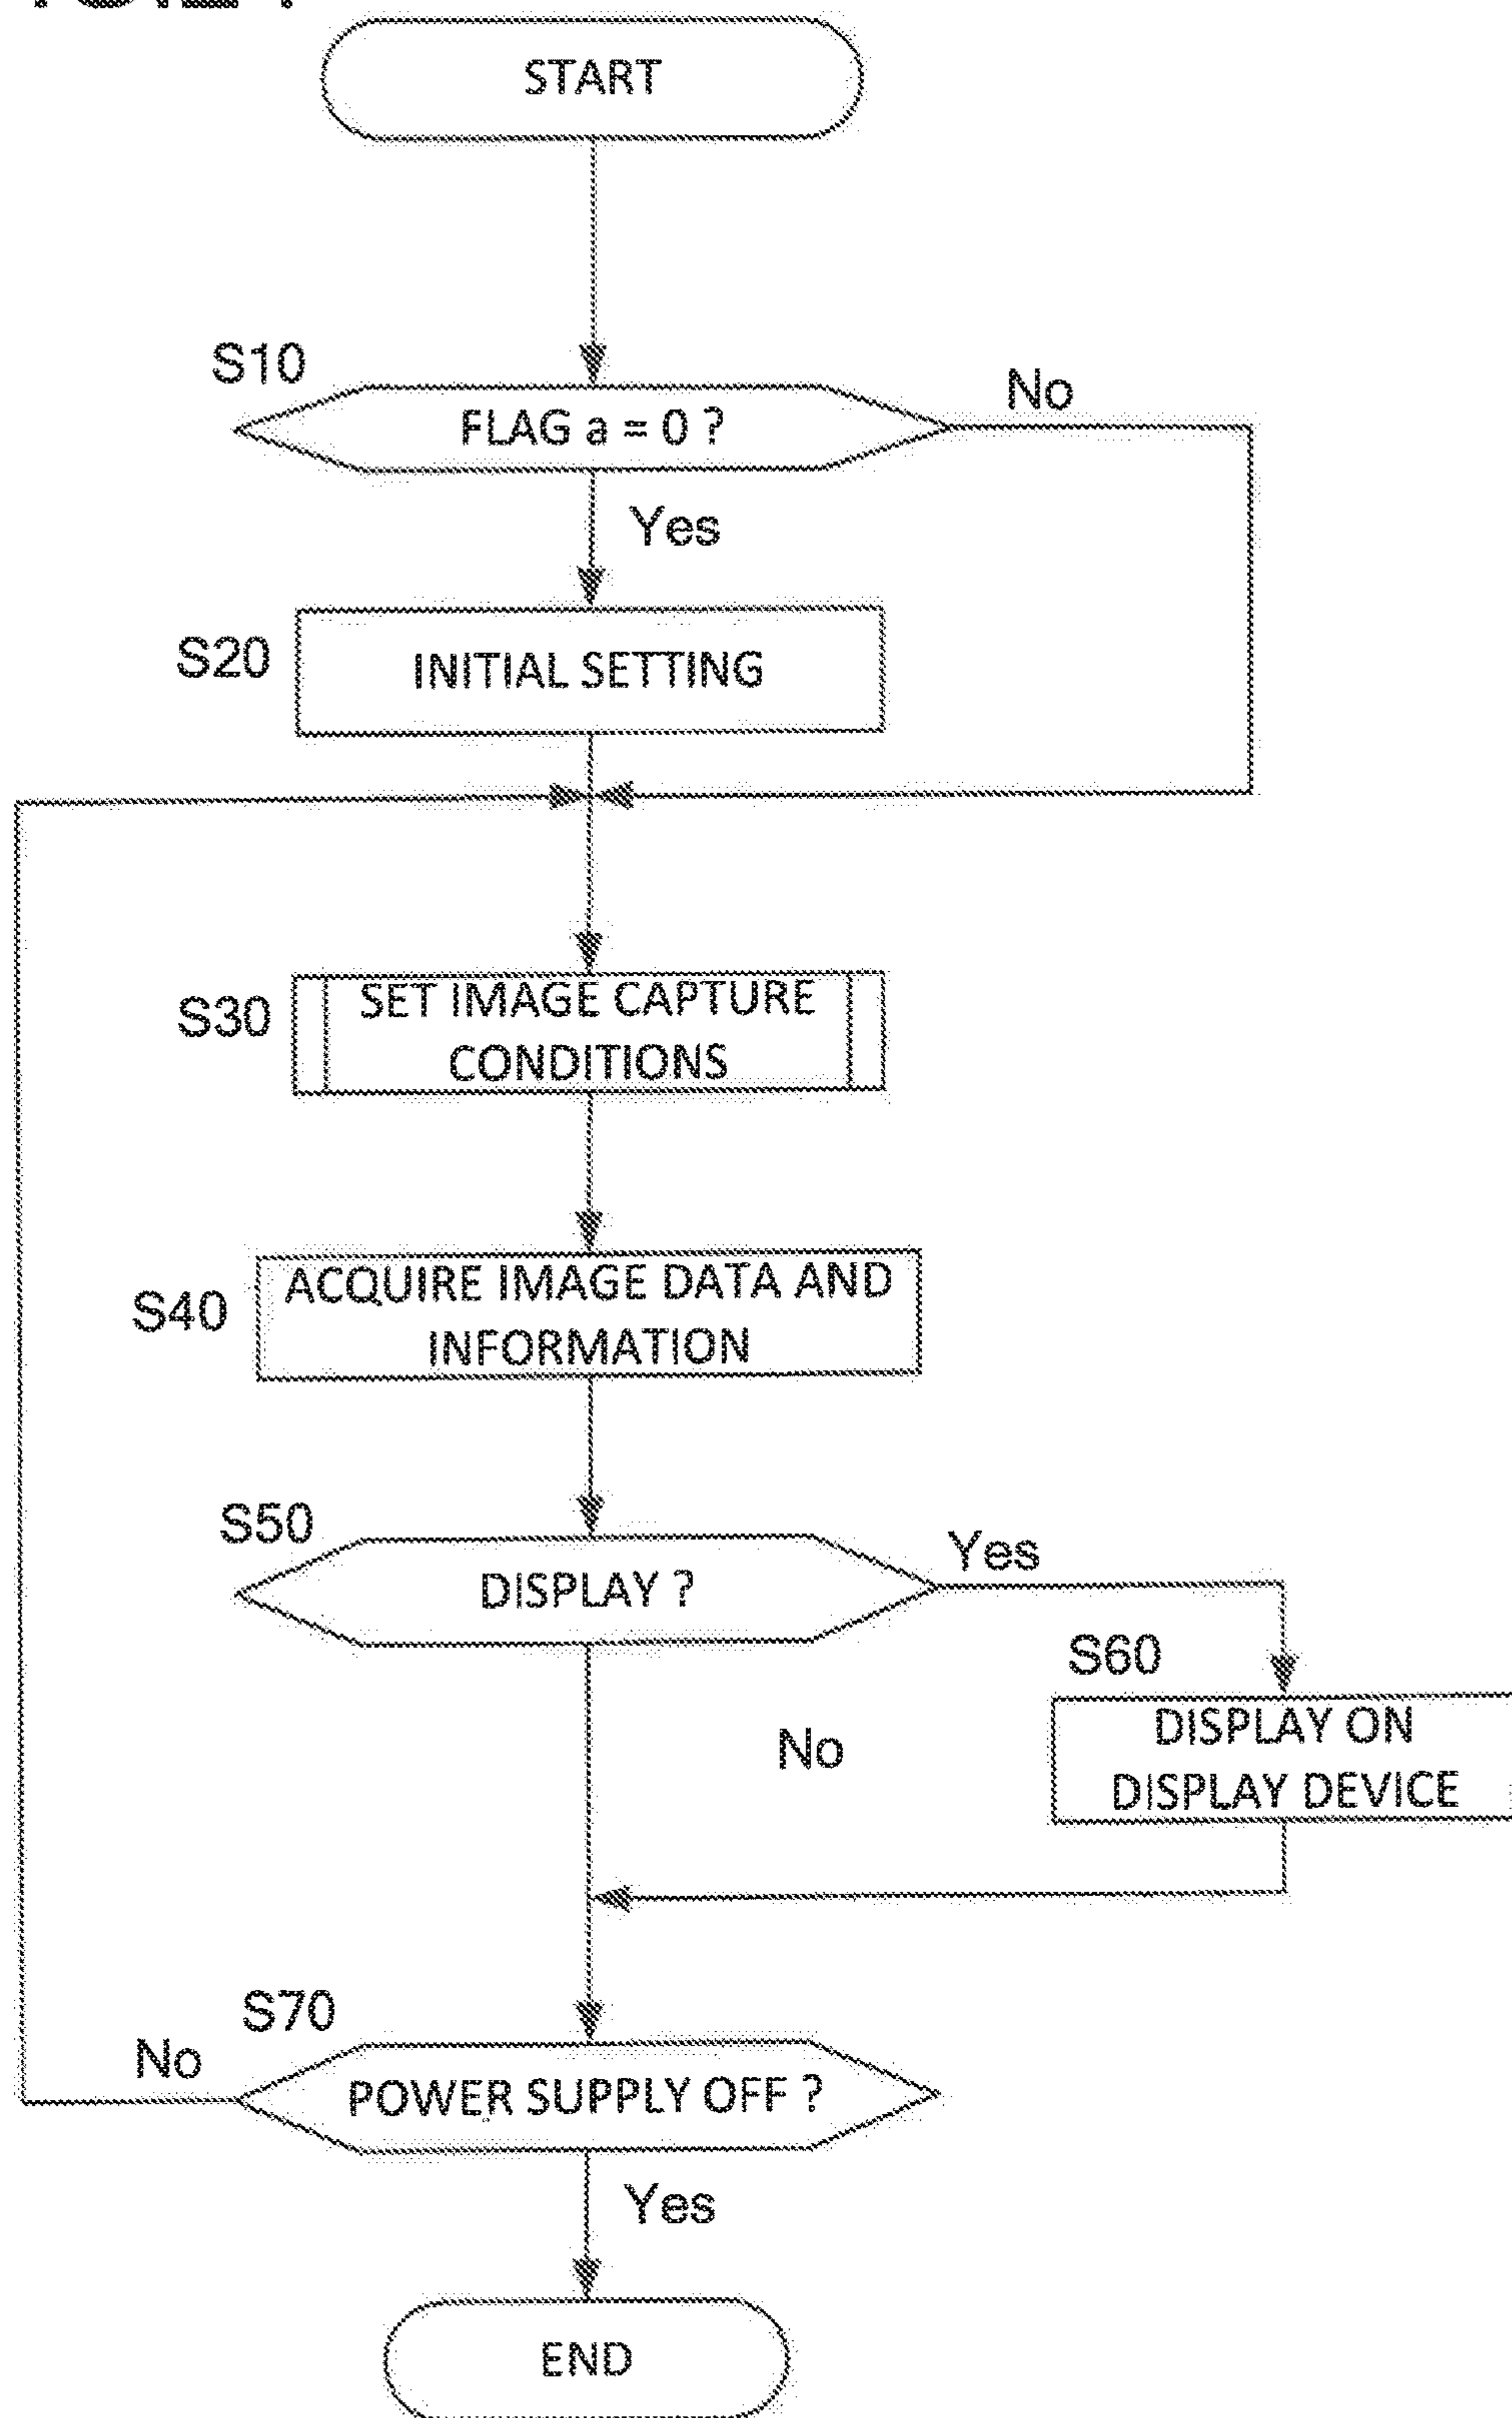 START
S10
No
FLAG a = 0 ?
Yes
S20
INITIAL SETTING
S30
SET IMAGE CAPTURE
CONDITIONS
S40
ACQUIRE IMAGE DATA AND
INFORMATION
S50
Yes
DISPLAY ?
S60
DISPLAY ON
DISPLAY DEVICE
No
S70
No
POWER SUPPLY OFF ?
Yes
END